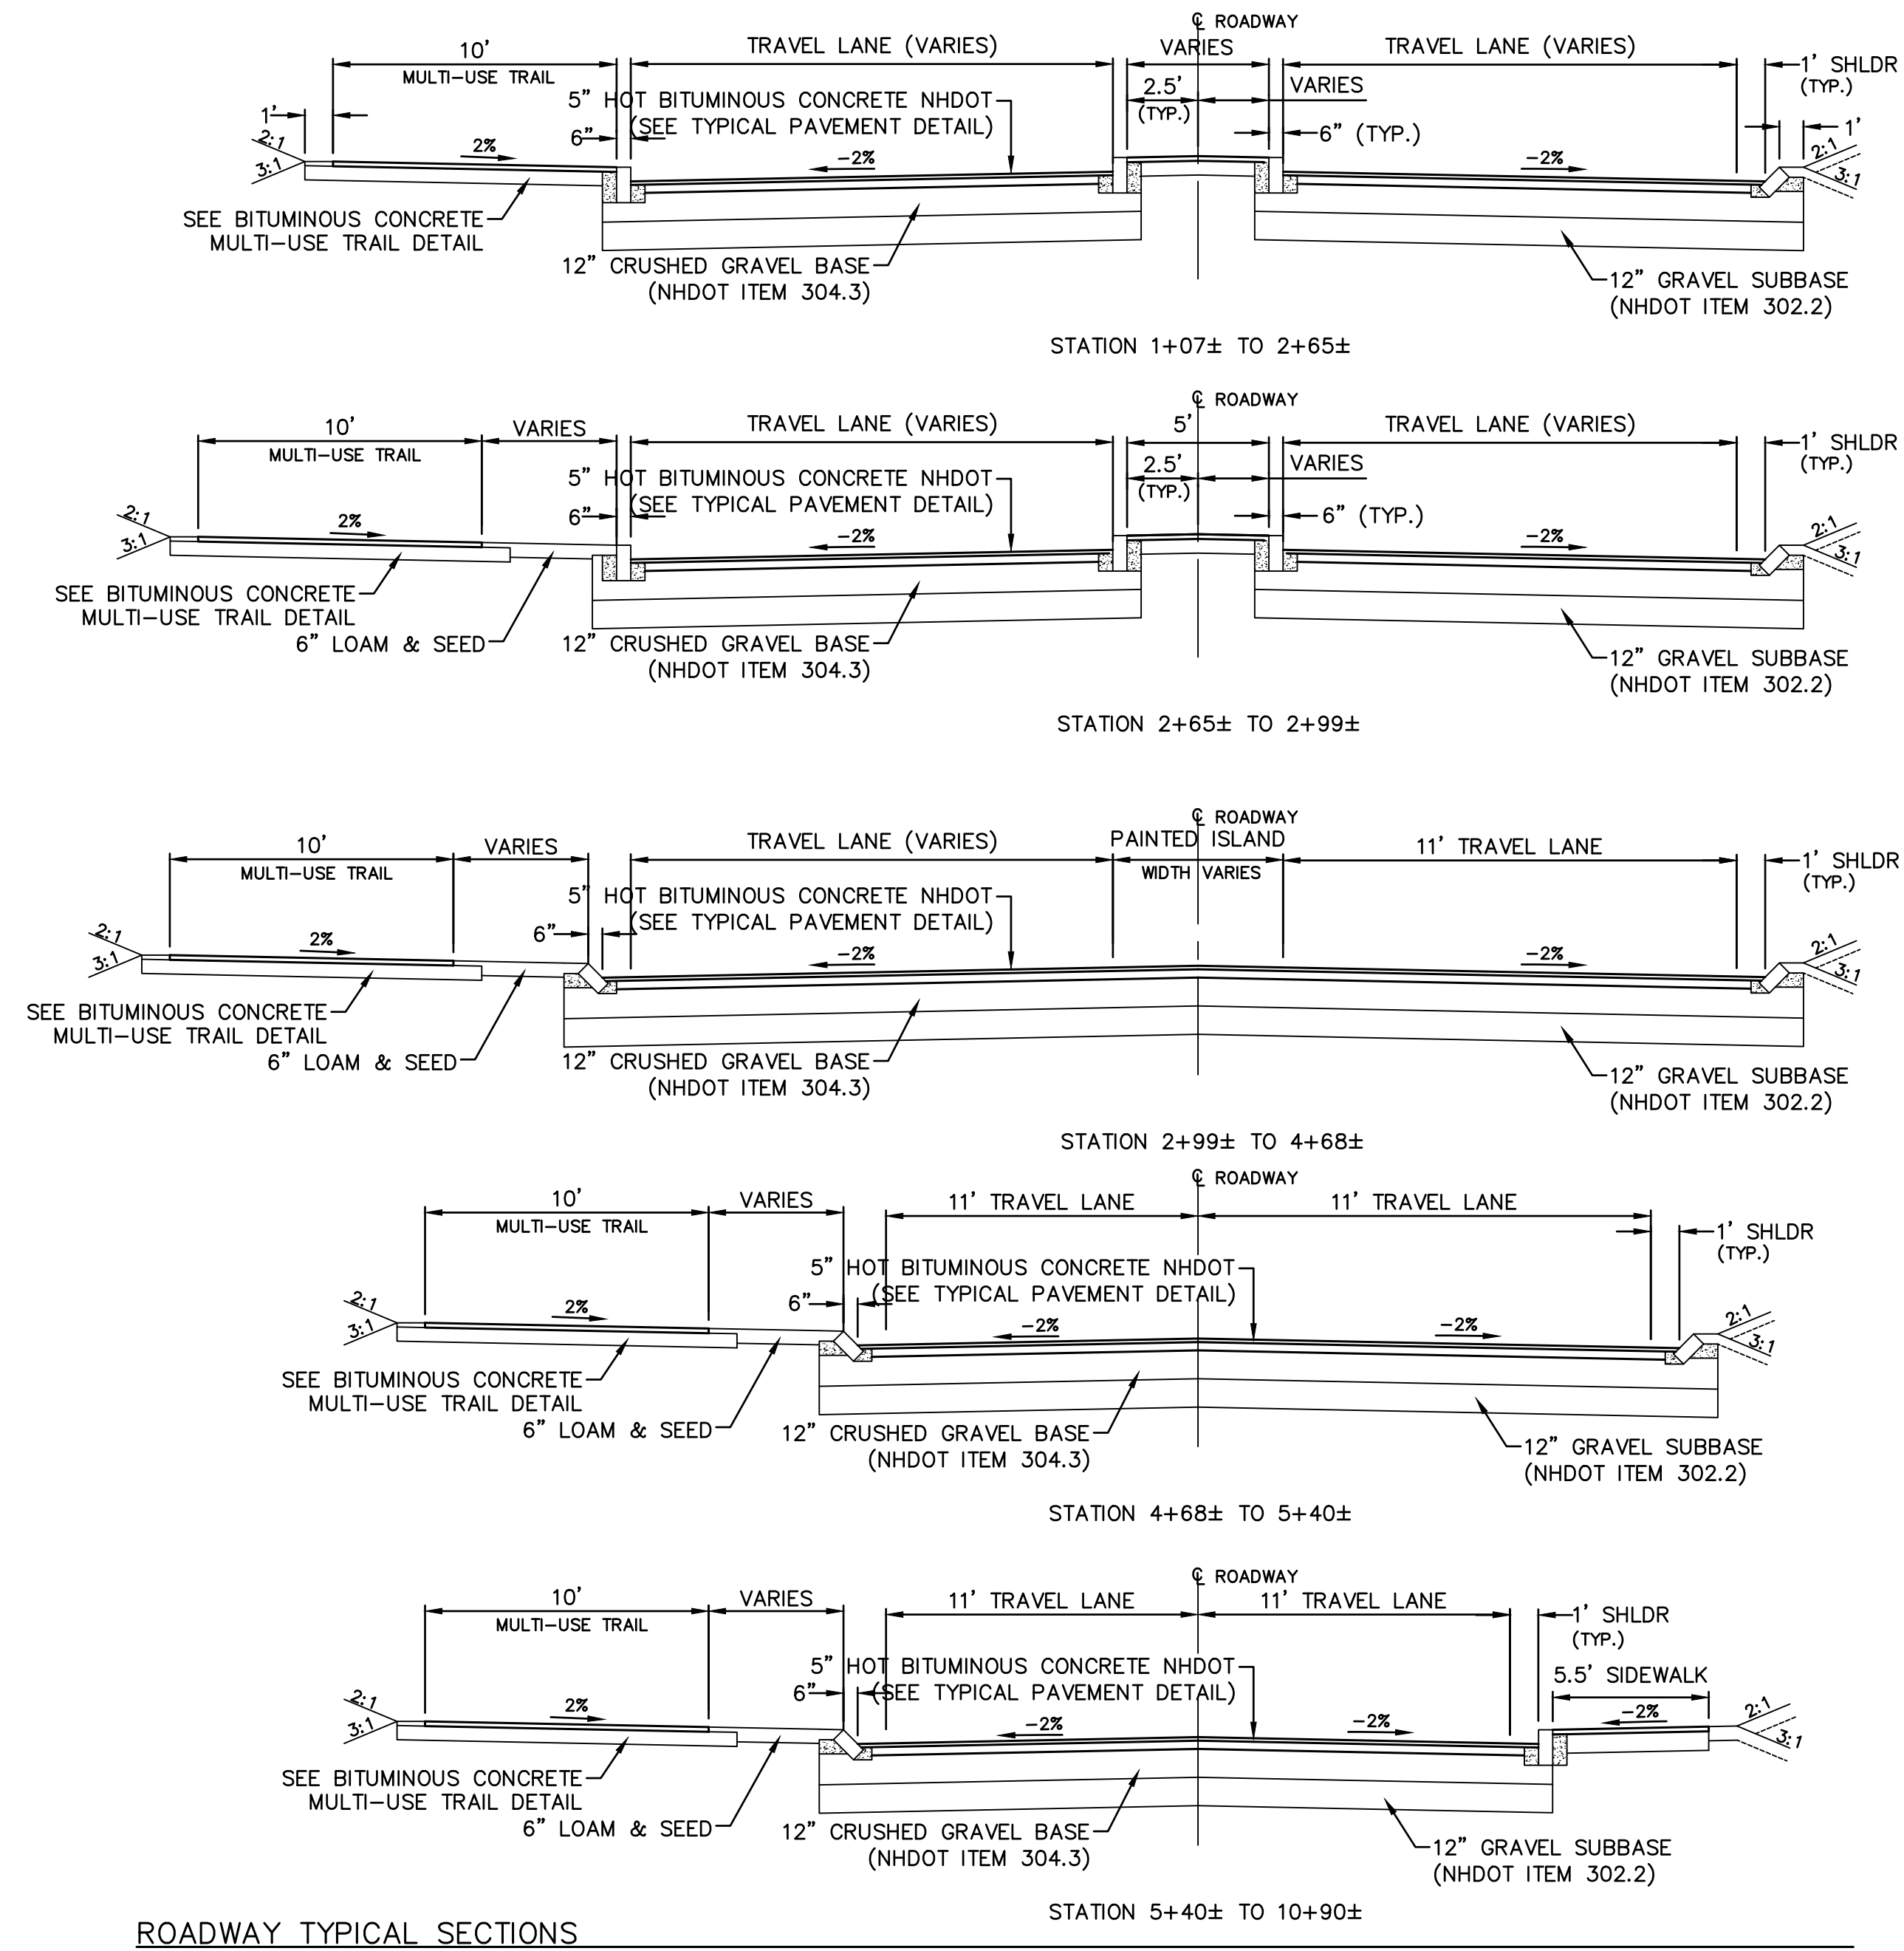 ℄ ROADWAY
10'
MULTI-USE TRAIL
TRAVEL LANE (VARIES)
VARIES
TRAVEL LANE (VARIES)
1' SHLDR
(TYP.)
1'
5" HOT BITUMINOUS CONCRETE NHDOT
(SEE TYPICAL PAVEMENT DETAIL)
2.5'
(TYP.)
VARIES
6"
6" (TYP.)
1'
2:1
3:1
2%
-2%
-2%
2:1
3:1
SEE BITUMINOUS CONCRETE
MULTI-USE TRAIL DETAIL
12" CRUSHED GRAVEL BASE
(NHDOT ITEM 304.3)
12" GRAVEL SUBBASE
(NHDOT ITEM 302.2)
STATION 1+07± TO 2+65±
℄ ROADWAY
10'
MULTI-USE TRAIL
VARIES
TRAVEL LANE (VARIES)
5'
TRAVEL LANE (VARIES)
1' SHLDR
(TYP.)
5" HOT BITUMINOUS CONCRETE NHDOT
(SEE TYPICAL PAVEMENT DETAIL)
2.5'
(TYP.)
VARIES
6"
6" (TYP.)
2:1
3:1
2%
-2%
-2%
2:1
3:1
SEE BITUMINOUS CONCRETE
MULTI-USE TRAIL DETAIL
6" LOAM & SEED
12" CRUSHED GRAVEL BASE
(NHDOT ITEM 304.3)
12" GRAVEL SUBBASE
(NHDOT ITEM 302.2)
STATION 2+65± TO 2+99±
℄ ROADWAY
10'
MULTI-USE TRAIL
VARIES
TRAVEL LANE (VARIES)
PAINTED ISLAND
WIDTH VARIES
11' TRAVEL LANE
1' SHLDR
(TYP.)
5" HOT BITUMINOUS CONCRETE NHDOT
(SEE TYPICAL PAVEMENT DETAIL)
6"
2:1
3:1
2%
-2%
-2%
2:1
3:1
SEE BITUMINOUS CONCRETE
MULTI-USE TRAIL DETAIL
6" LOAM & SEED
12" CRUSHED GRAVEL BASE
(NHDOT ITEM 304.3)
12" GRAVEL SUBBASE
(NHDOT ITEM 302.2)
STATION 2+99± TO 4+68±
℄ ROADWAY
10'
MULTI-USE TRAIL
VARIES
11' TRAVEL LANE
11' TRAVEL LANE
1' SHLDR
(TYP.)
5" HOT BITUMINOUS CONCRETE NHDOT
(SEE TYPICAL PAVEMENT DETAIL)
6"
2:1
3:1
2%
-2%
-2%
2:1
3:1
SEE BITUMINOUS CONCRETE
MULTI-USE TRAIL DETAIL
6" LOAM & SEED
12" CRUSHED GRAVEL BASE
(NHDOT ITEM 304.3)
12" GRAVEL SUBBASE
(NHDOT ITEM 302.2)
STATION 4+68± TO 5+40±
℄ ROADWAY
10'
MULTI-USE TRAIL
VARIES
11' TRAVEL LANE
11' TRAVEL LANE
1' SHLDR
(TYP.)
5.5' SIDEWALK
5" HOT BITUMINOUS CONCRETE NHDOT
(SEE TYPICAL PAVEMENT DETAIL)
6"
2:1
3:1
2%
-2%
-2%
-2%
2:1
3:1
SEE BITUMINOUS CONCRETE
MULTI-USE TRAIL DETAIL
6" LOAM & SEED
12" CRUSHED GRAVEL BASE
(NHDOT ITEM 304.3)
12" GRAVEL SUBBASE
(NHDOT ITEM 302.2)
STATION 5+40± TO 10+90±
ROADWAY TYPICAL SECTIONS